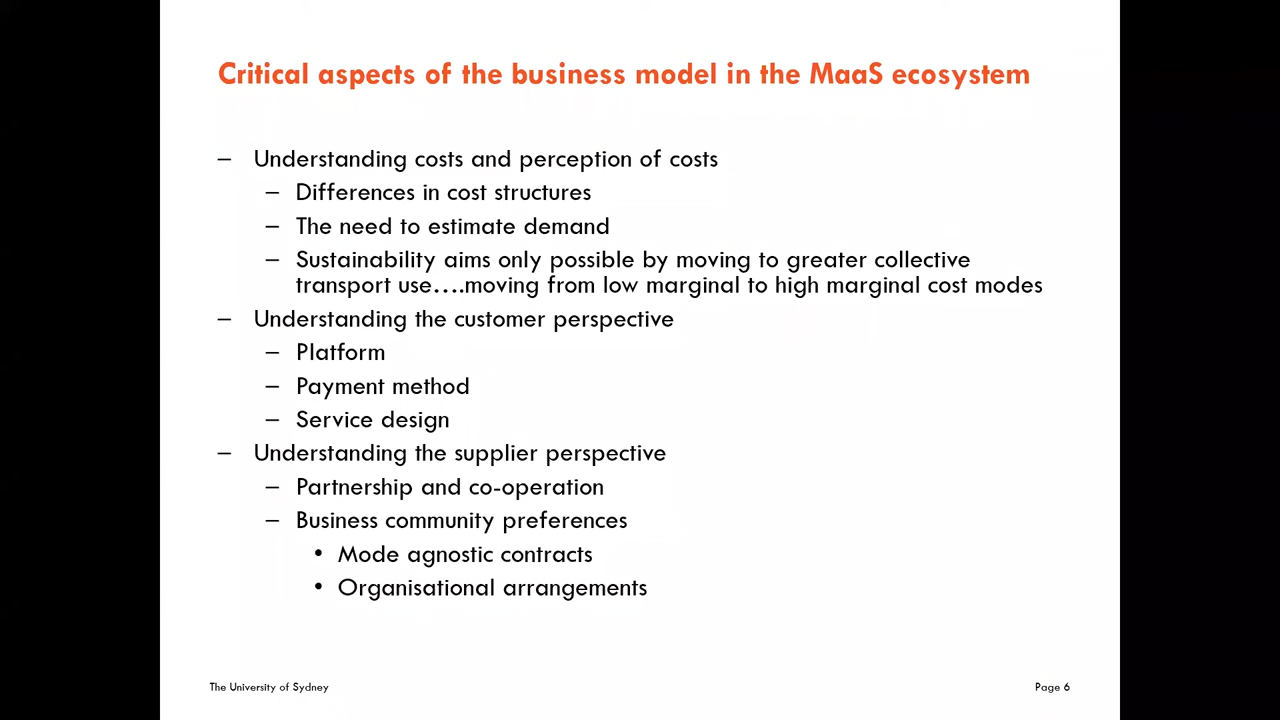 Critical aspects of the business model in the MaaS ecosystem
– Understanding costs and perception of costs
– Differences in cost structures
– The need to estimate demand
– Sustainability aims only possible by moving to greater collective
transport use….moving from low marginal to high marginal cost modes
– Understanding the customer perspective
– Platform
– Payment method
– Service design
– Understanding the supplier perspective
– Partnership and co-operation
– Business community preferences
• Mode agnostic contracts
• Organisational arrangements
The University of Sydney
Page 6